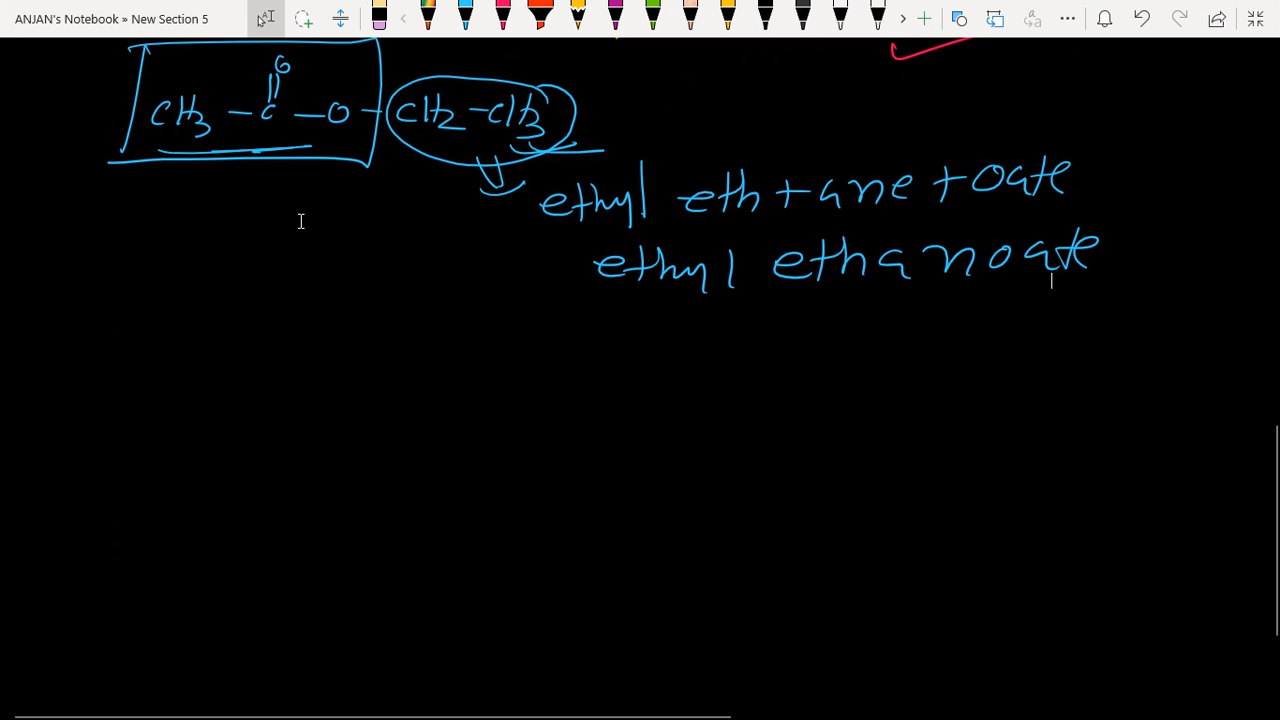 ANJAN's Notebook » New Section 5
O
||
CH3 — C — O — CH2 – CH3
ethyl eth + ane + oate
ethyl ethanoate